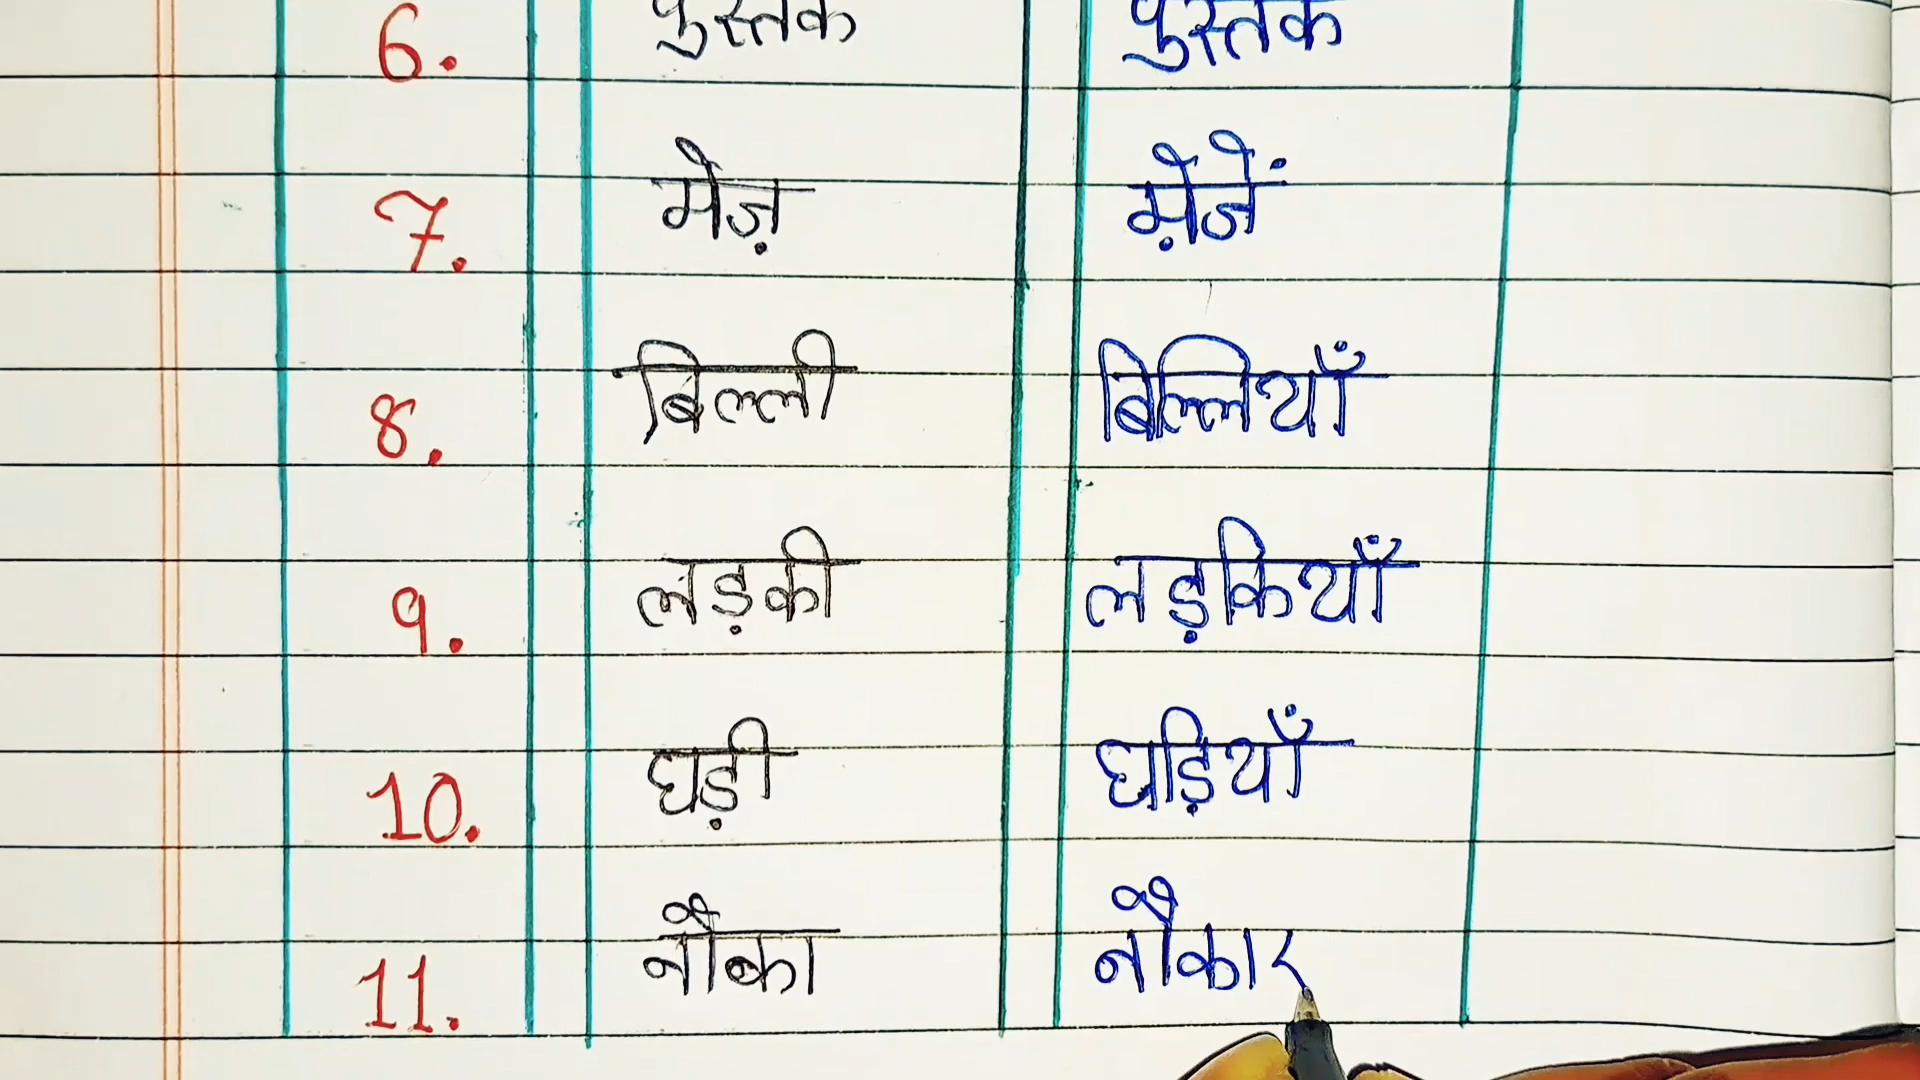 6. पुस्तक पुस्तक
7. मेज़ मे़जें
8. बिल्ली बिल्लियाँ
9. लड़की लड़कियाँ
10. घड़ी घड़ियाँ
11. नौका नौकार